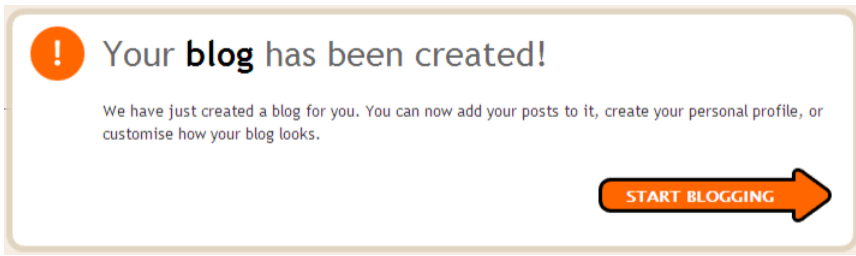 !
Your blog has been created!
We have just created a blog for you. You can now add your posts to it, create your personal profile, or
customise how your blog looks.
START BLOGGING